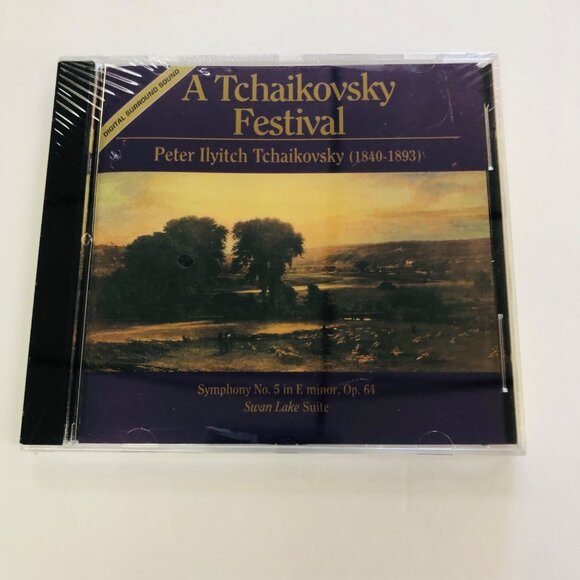 DIGITAL SURROUND SOUND
A Tchaikovsky
Festival
Peter Ilyitch Tchaikovsky (1840-1893)
Symphony No. 5 in E minor, Op. 64
Swan Lake Suite